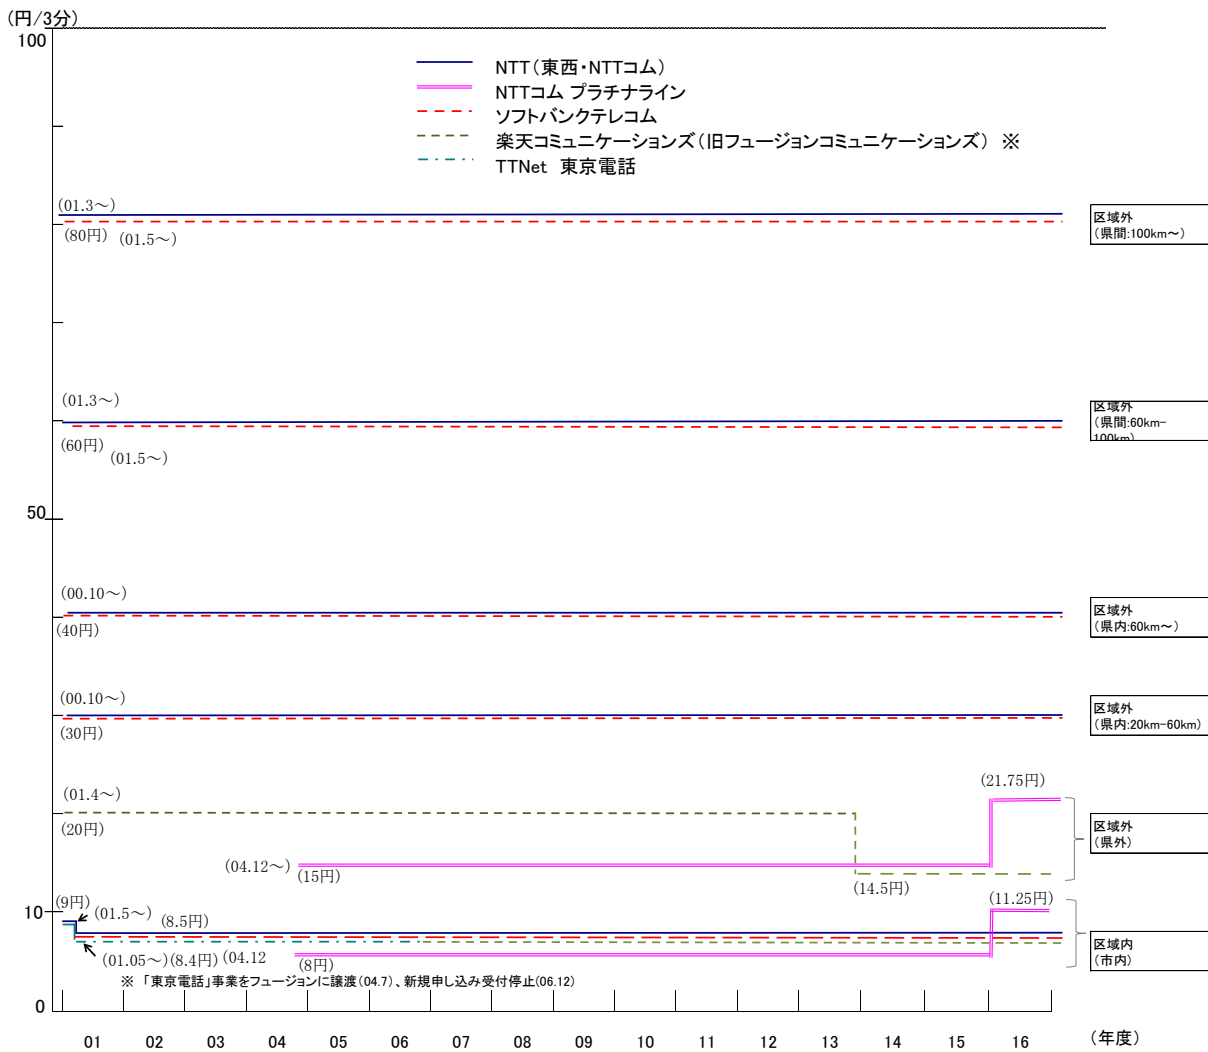 (円/3分)
100
NTT(東西・NTTコム)
NTTコム プラチナライン
ソフトバンクテレコム
楽天コミュニケーションズ(旧フュージョンコミュニケーションズ) ※
TTNet 東京電話
(01.3～)
(80円) (01.5～)
区域外
(県間:100km～)
(01.3～)
(60円)
(01.5～)
区域外
(県間:60km-
100km)
50
(00.10～)
(40円)
区域外
(県内:60km～)
(00.10～)
(30円)
区域外
(県内:20km-60km)
(21.75円)
(01.4～)
(20円)
区域外
(県外)
(04.12～)
(15円)
(14.5円)
(11.25円)
(9円)
10
(01.5～)
(8.5円)
区域内
(市内)
(01.05～)(8.4円) (04.12
(8円)
※ 「東京電話」事業をフュージョンに譲渡(04.7)、新規申し込み受付停止(06.12)
0
01 02 03 04 05 06 07 08 09 10 11 12 13 14 15 16 (年度)